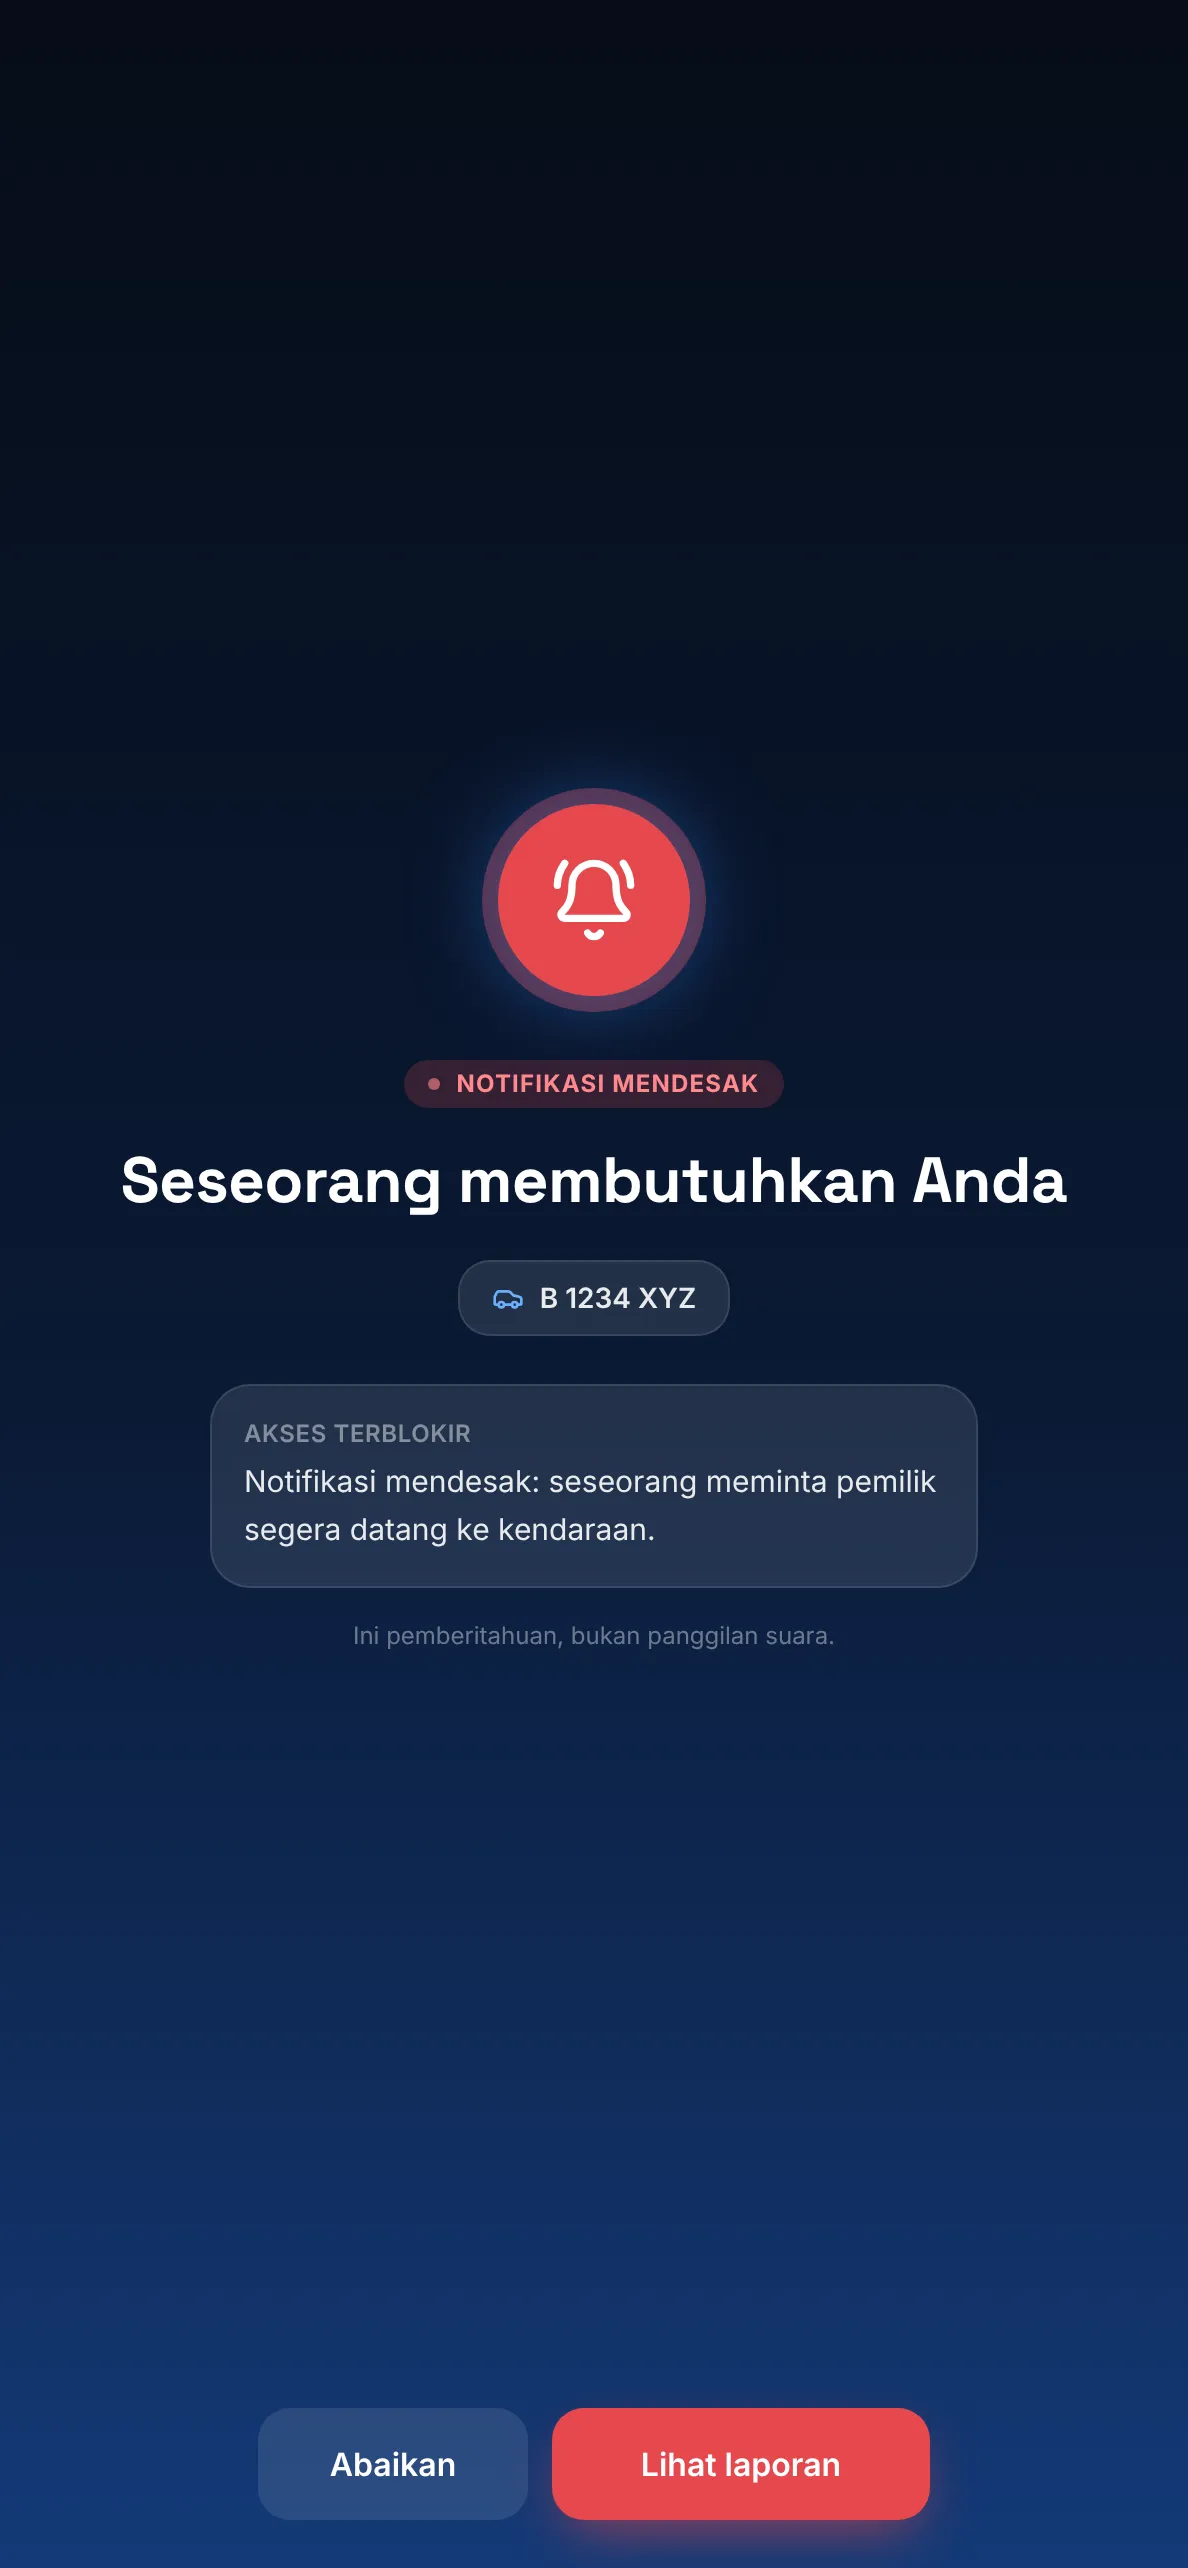 NOTIFIKASI MENDESAK
Seseorang membutuhkan Anda
B 1234 XYZ
AKSES TERBLOKIR
Notifikasi mendesak: seseorang meminta pemilik
segera datang ke kendaraan.
Ini pemberitahuan, bukan panggilan suara.
Abaikan
Lihat laporan